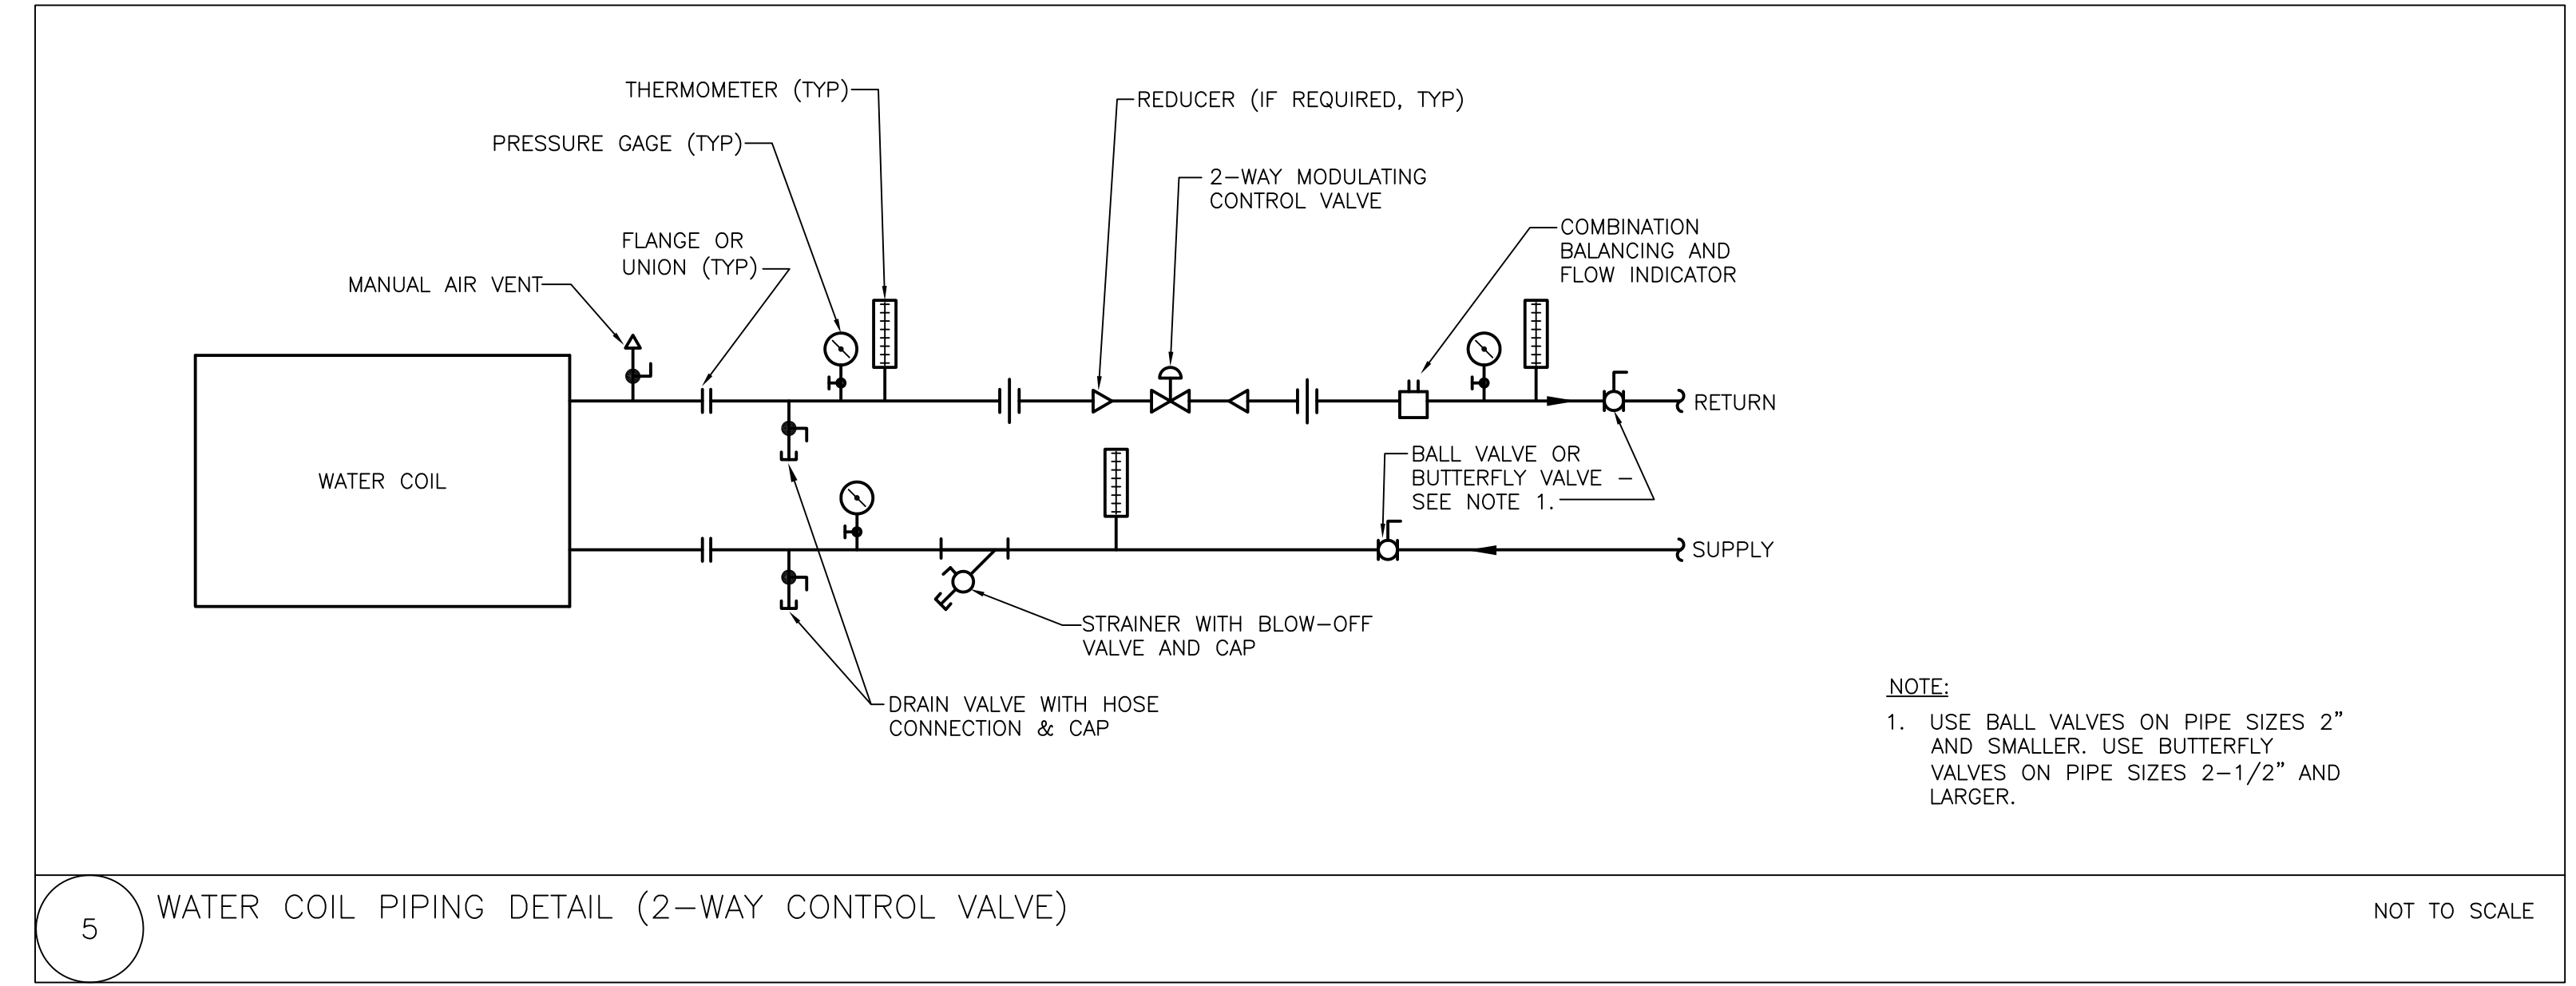 THERMOMETER (TYP)
REDUCER (IF REQUIRED, TYP)
PRESSURE GAGE (TYP)
2-WAY MODULATING
CONTROL VALVE
COMBINATION
BALANCING AND
FLOW INDICATOR
FLANGE OR
UNION (TYP)
MANUAL AIR VENT
RETURN
WATER COIL
BALL VALVE OR
BUTTERFLY VALVE -
SEE NOTE 1.
SUPPLY
STRAINER WITH BLOW-OFF
VALVE AND CAP
DRAIN VALVE WITH HOSE
CONNECTION & CAP
NOTE:
1. USE BALL VALVES ON PIPE SIZES 2"
AND SMALLER. USE BUTTERFLY
VALVES ON PIPE SIZES 2-1/2" AND
LARGER.
5
WATER COIL PIPING DETAIL (2-WAY CONTROL VALVE)
NOT TO SCALE